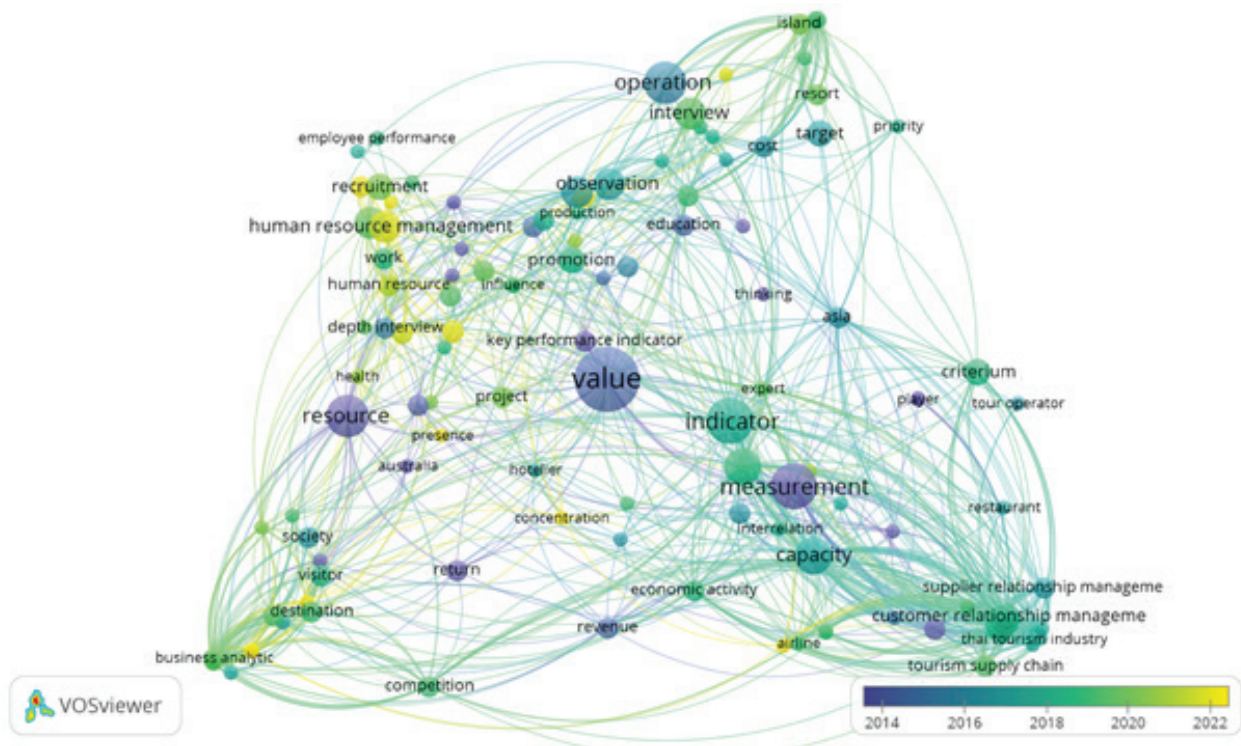 island
operation
resort
interview
target
priority
employee performance
cost
recruitment
observation
production
human resource management
education
work
promotion
human resource
influence
thinking
asia
depth interview
key performance indicator
value
health
criterium
expert
project
player
tour operator
resource
indicator
presence
australia
hotelier
measurement
concentration
restaurant
interrelation
society
capacity
visitor
return
economic activity
supplier relationship manageme
destination
customer relationship manageme
revenue
thai tourism industry
airline
business analytic
tourism supply chain
competition
VOSviewer
2014 2016 2018 2020 2022